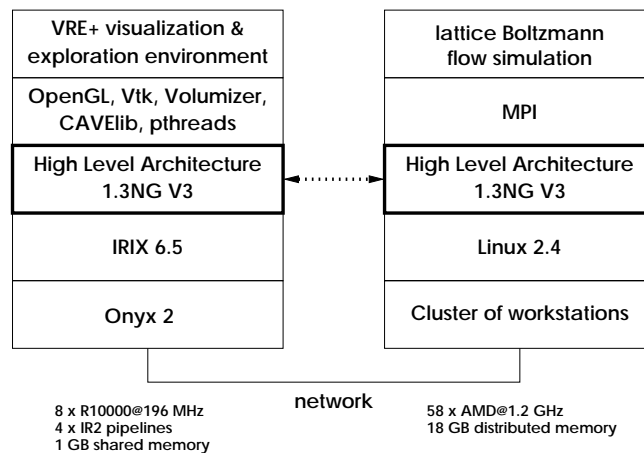 VRE+ visualization &
exploration environment
OpenGL, Vtk, Volumizer,
CAVElib, pthreads
High Level Architecture
1.3NG V3
IRIX 6.5
Onyx 2
lattice Boltzmann
flow simulation
MPI
High Level Architecture
1.3NG V3
Linux 2.4
Cluster of workstations
network
8 x R10000@196 MHz
4 x IR2 pipelines
1 GB shared memory
58 x AMD@1.2 GHz
18 GB distributed memory